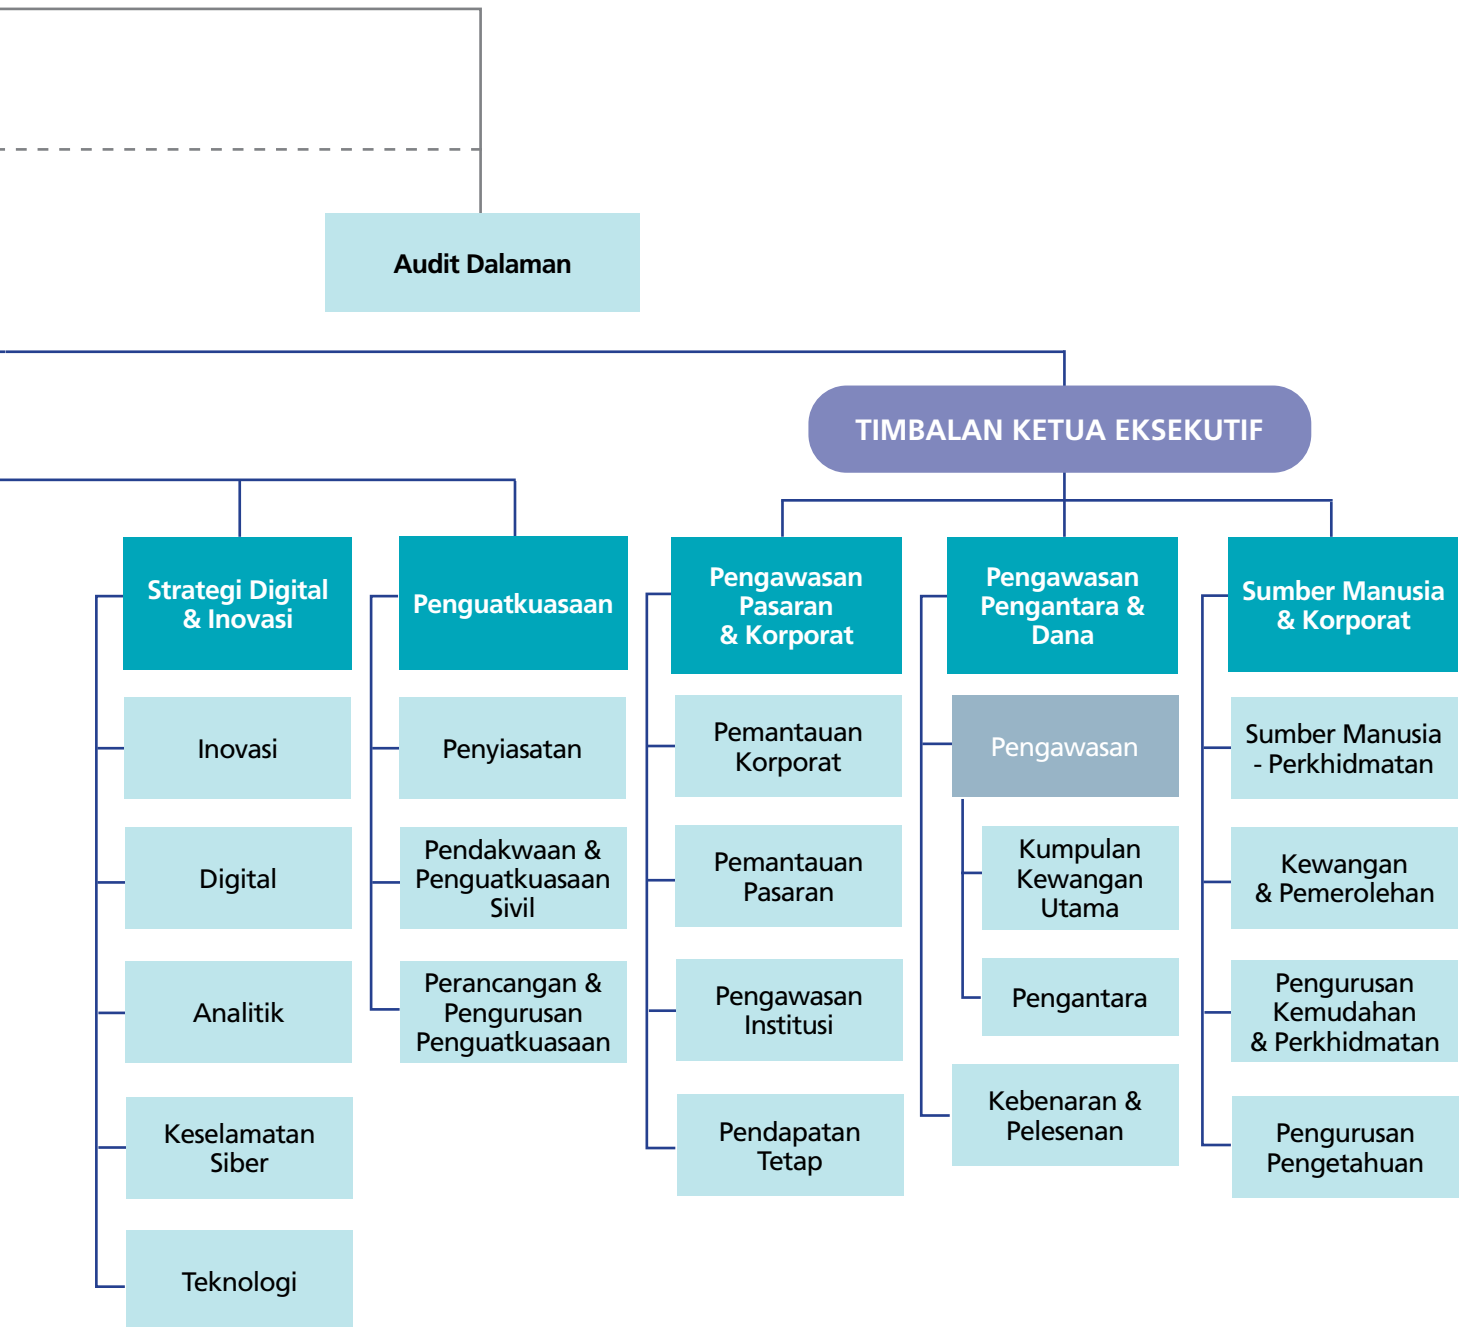 Audit Dalaman
TIMBALAN KETUA EKSEKUTIF
Strategi Digital
& Inovasi
Inovasi
Digital
Analitik
Keselamatan
Siber
Teknologi
Penguatkuasaan
Penyiasatan
Pendakwaan &
Penguatkuasaan
Sivil
Perancangan &
Pengurusan
Penguatkuasaan
Pengawasan
Pasaran
& Korporat
Pemantauan
Korporat
Pemantauan
Pasaran
Pengawasan
Institusi
Pendapatan
Tetap
Pengawasan
Pengantara &
Dana
Pengawasan
Kumpulan
Kewangan
Utama
Pengantara
Kebenaran &
Pelesenan
Sumber Manusia
& Korporat
Sumber Manusia
- Perkhidmatan
Kewangan
& Pemerolehan
Pengurusan
Kemudahan
& Perkhidmatan
Pengurusan
Pengetahuan